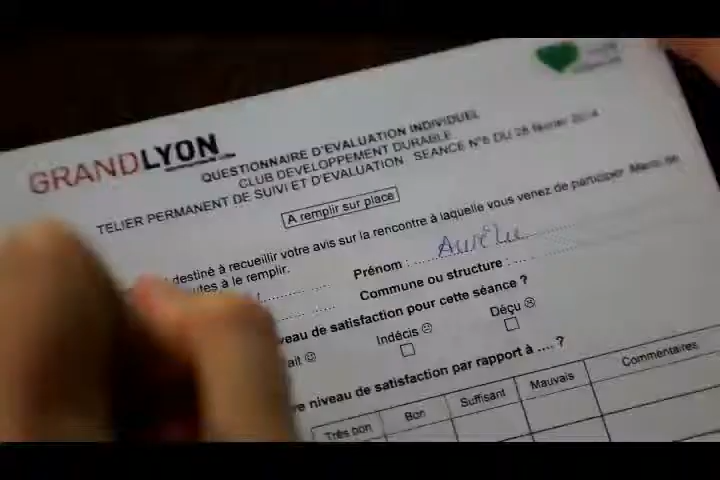 GRANDLYON
QUESTIONNAIRE D'EVALUATION INDIVIDUEL
CLUB DEVELOPPEMENT DURABLE
TELIER PERMANENT DE SUIVI ET D'EVALUATION SEANCE N°6 DU 28 février 2014
A remplir sur place
destiné à recueillir votre avis sur la rencontre à laquelle vous venez de participer. Merci de
utes à le remplir.
Prénom : Aurélie
Commune ou structure :
veau de satisfaction pour cette séance ?
ait ☺ Indécis 😐 Déçu ☹
re niveau de satisfaction par rapport à .... ?
Très bon Bon Suffisant Mauvais Commentaires